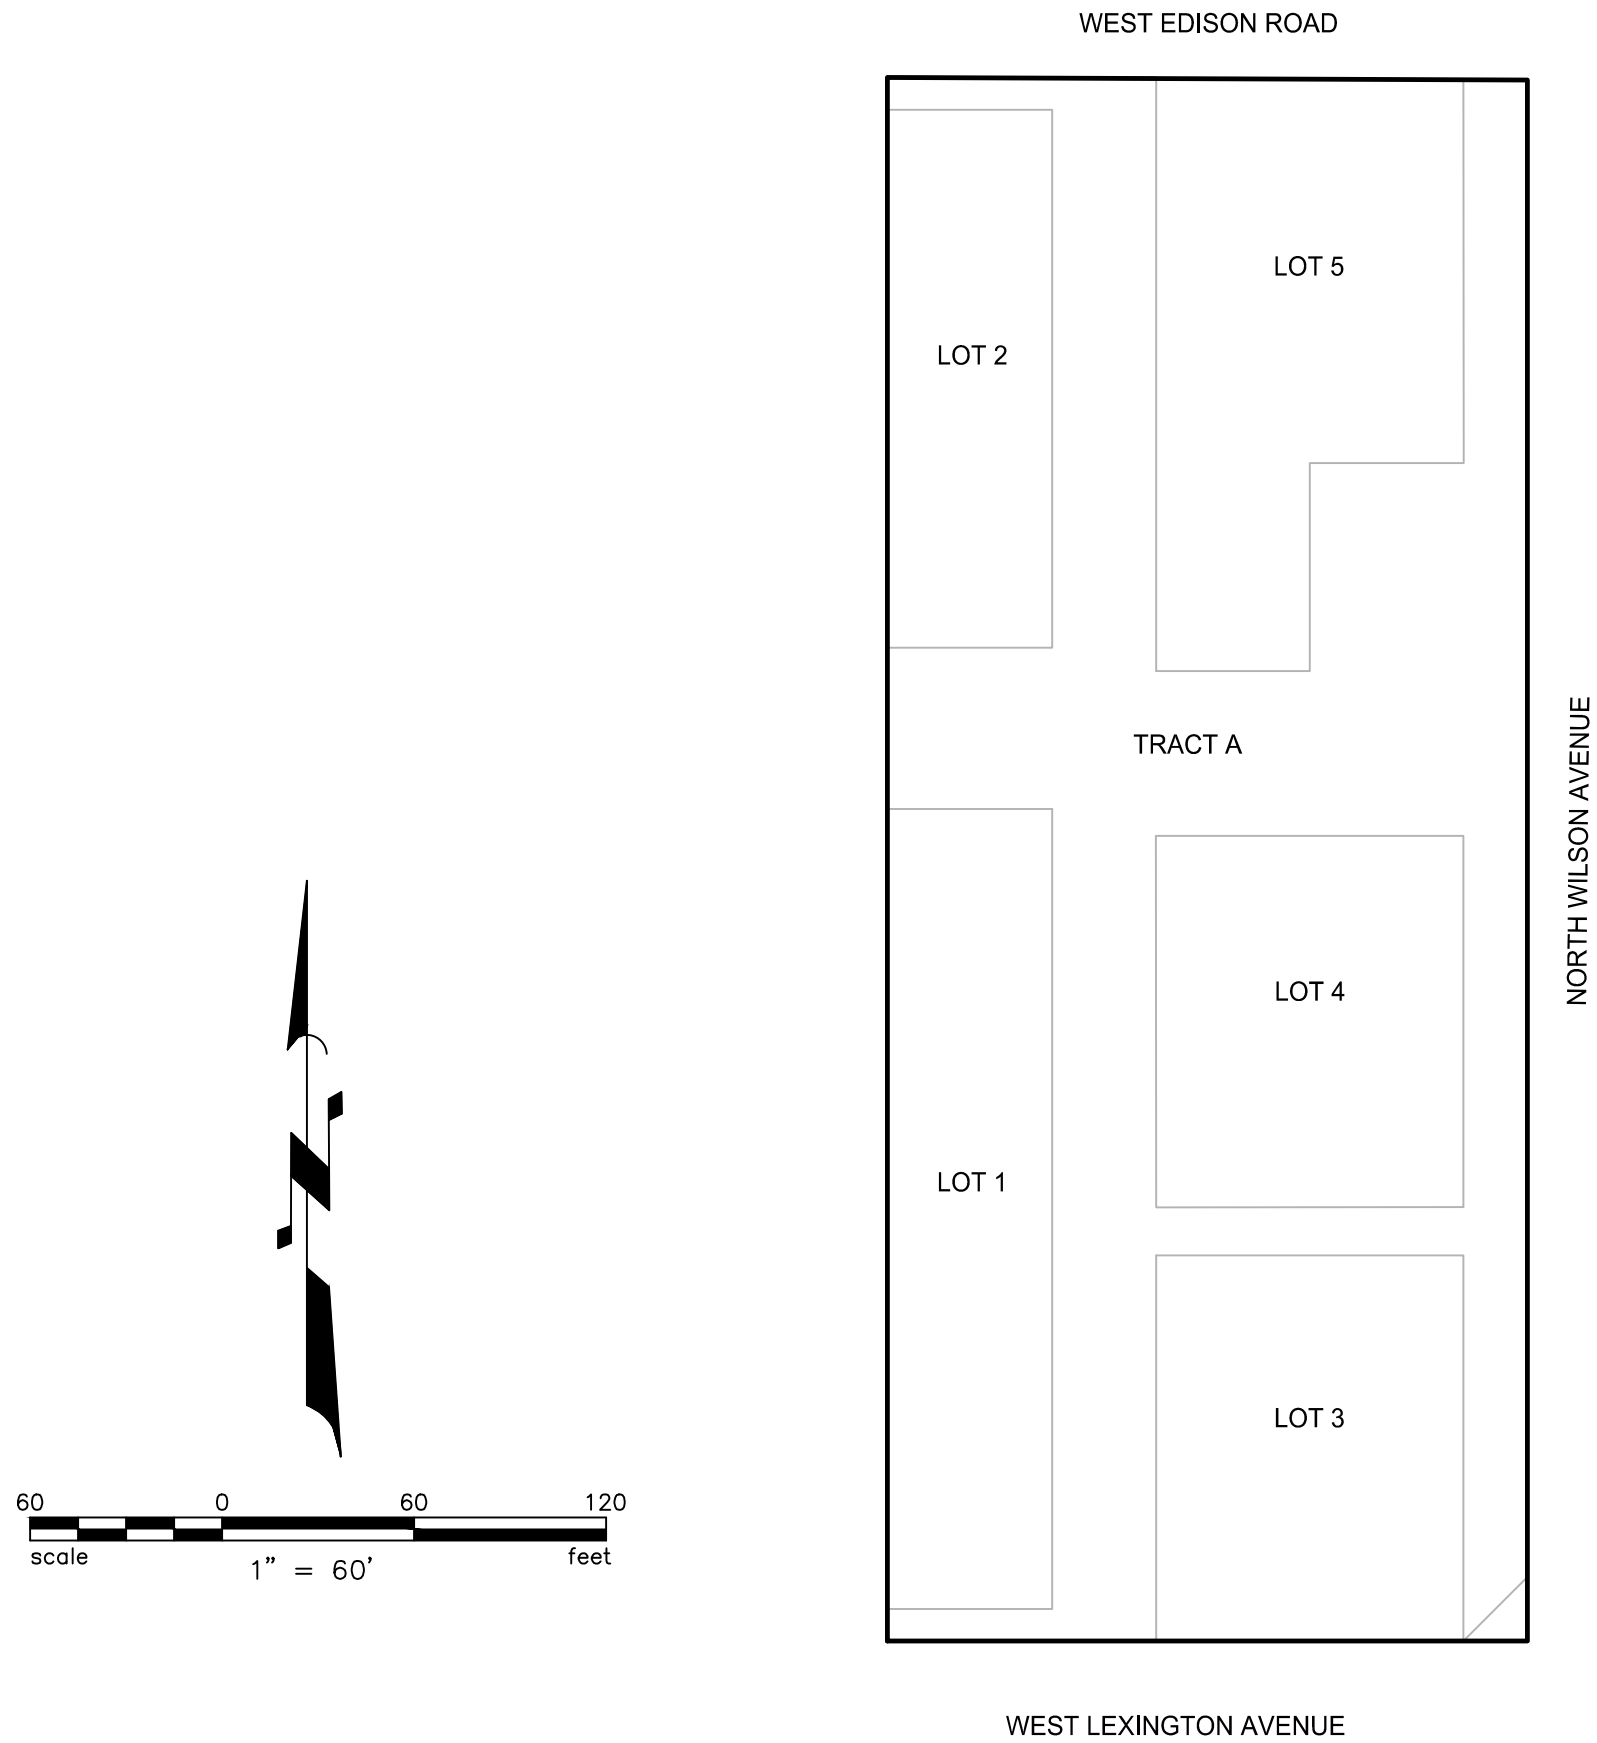 WEST EDISON ROAD
LOT 5
LOT 2
TRACT A
NORTH WILSON AVENUE
LOT 4
LOT 1
LOT 3
60 0 60 120
scale feet
1" = 60'
WEST LEXINGTON AVENUE